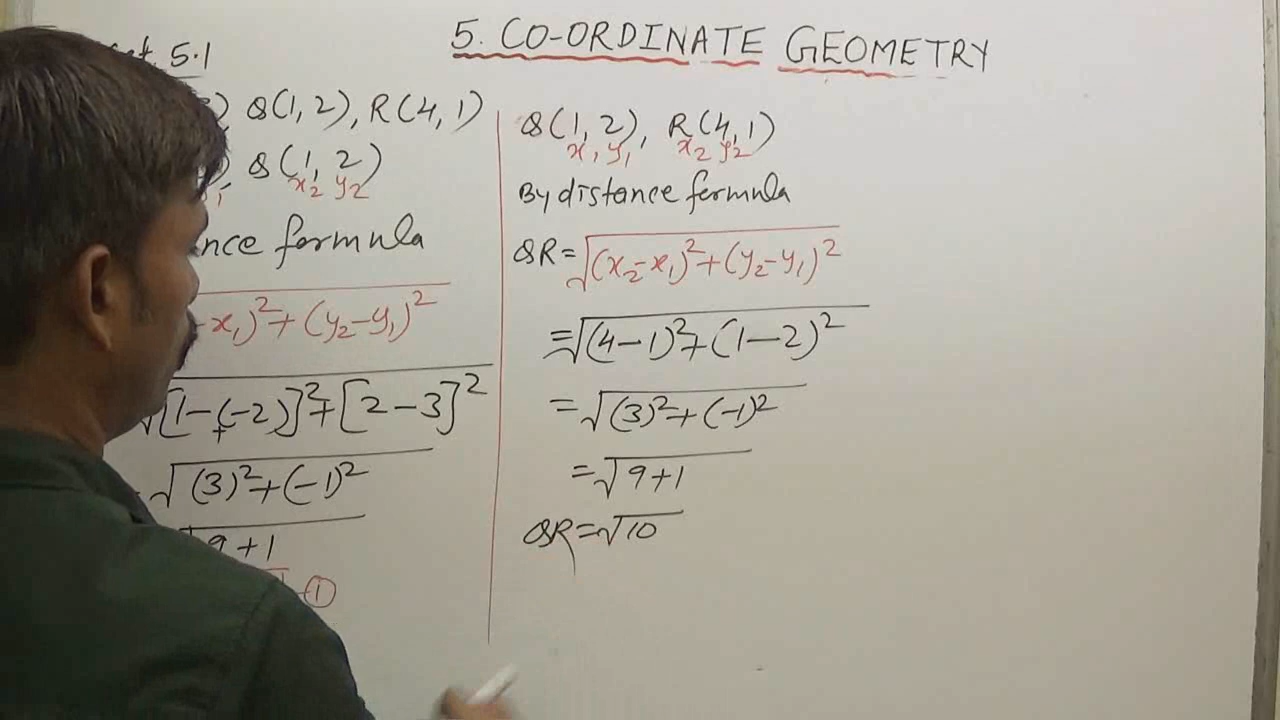 5. CO-ORDINATE GEOMETRY
5.1
Q(1, 2), R(4, 1)
Q(1, 2)
x₂ y₂
formula
x₁)²+(y₂-y₁)²
[1-(-2)]²+[2-3]²
+
√(3)²+(-1)²
√9+1
①
Q(1, 2), R(4, 1)
x₁ y₁ x₂ y₂
By distance formula
QR=√(x₂-x₁)²+(y₂-y₁)²
=√(4-1)²+(1-2)²
=√(3)²+(-1)²
=√9+1
QR=√10